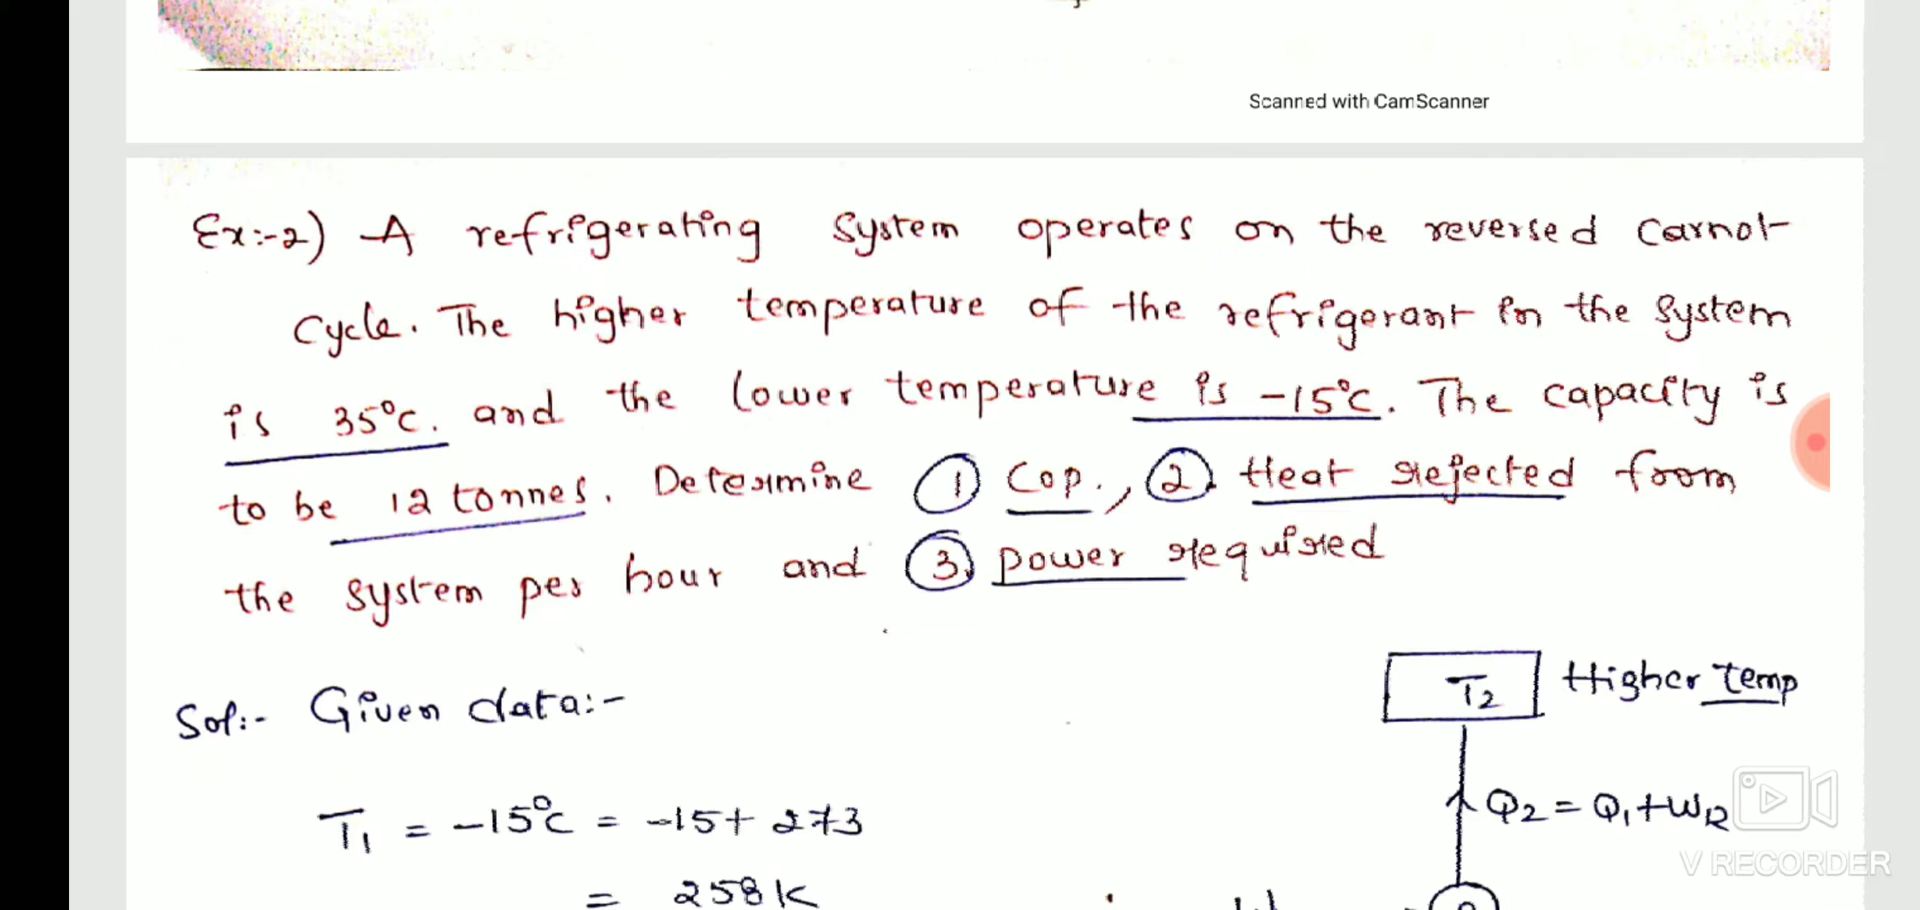 Scanned with CamScanner
Ex:-2) A refrigerating system operates on the reversed Carnot
Cycle. The higher temperature of the refrigerant in the system
is 35°C. and the lower temperature is -15°C. The capacity is
to be 12 tonnes. Determine ① Cop., ② Heat rejected from
the system per hour and ③ power required
Sol:- Given data:-
T2 Higher temp
T1 = -15°C = -15+273
Q2 = Q1+WR
= 258K
V RECORDER